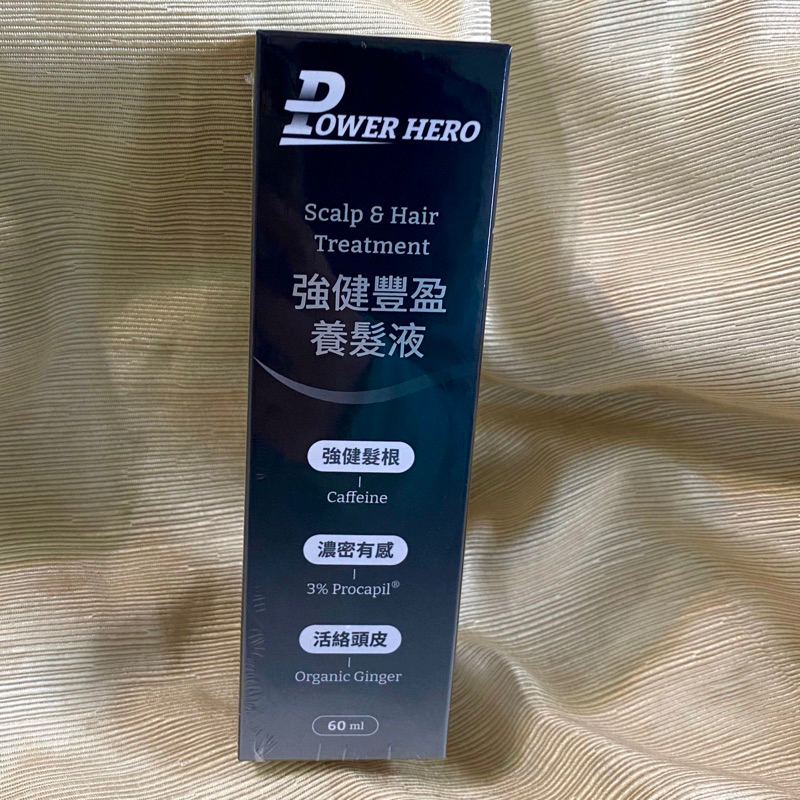 POWER HERO
Scalp & Hair
Treatment
強健豐盈
養髮液
強健髮根
Caffeine
濃密有感
3% Procapil®
活絡頭皮
Organic Ginger
60 ml